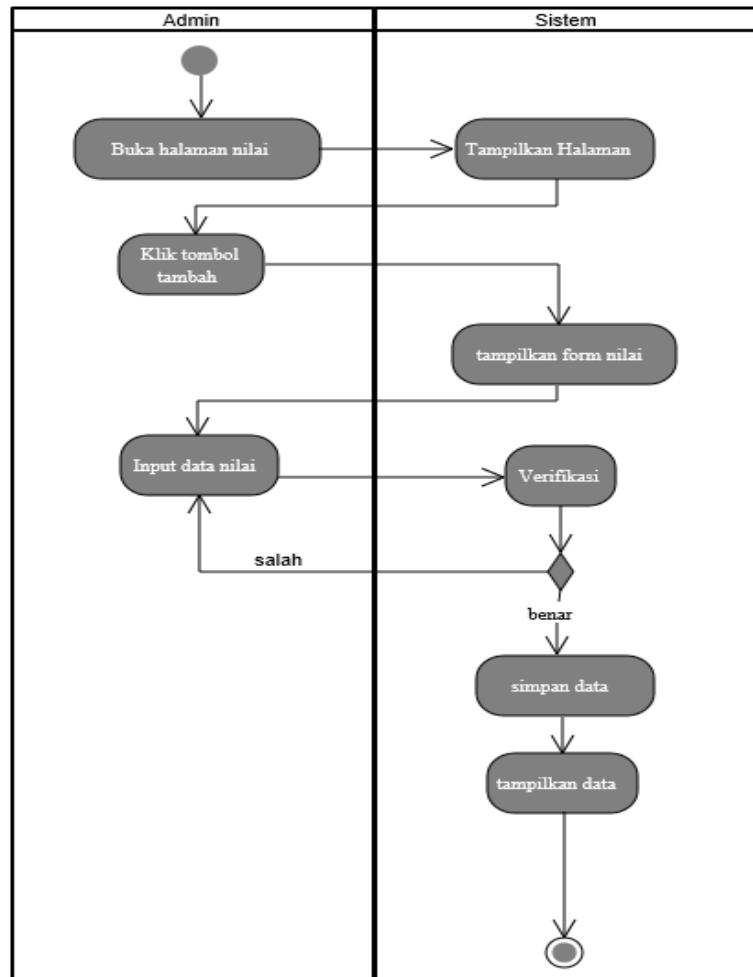 Admin
Sistem
Buka halaman nilai
Tampilkan Halaman
Klik tombol
tambah
tampilkan form nilai
Input data nilai
Verifikasi
salah
benar
simpan data
tampilkan data